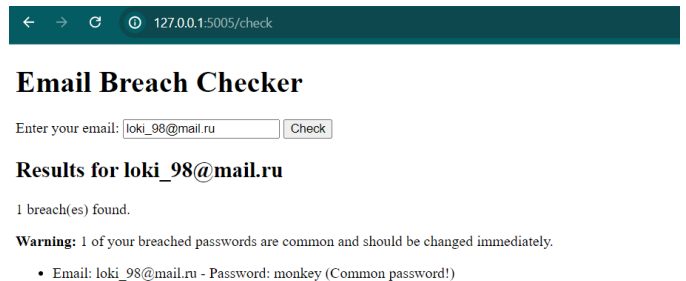 127.0.0.1:5005/check
Email Breach Checker
Enter your email: loki_98@mail.ru Check
Results for loki_98@mail.ru
1 breach(es) found.
Warning: 1 of your breached passwords are common and should be changed immediately.
• Email: loki_98@mail.ru - Password: monkey (Common password!)